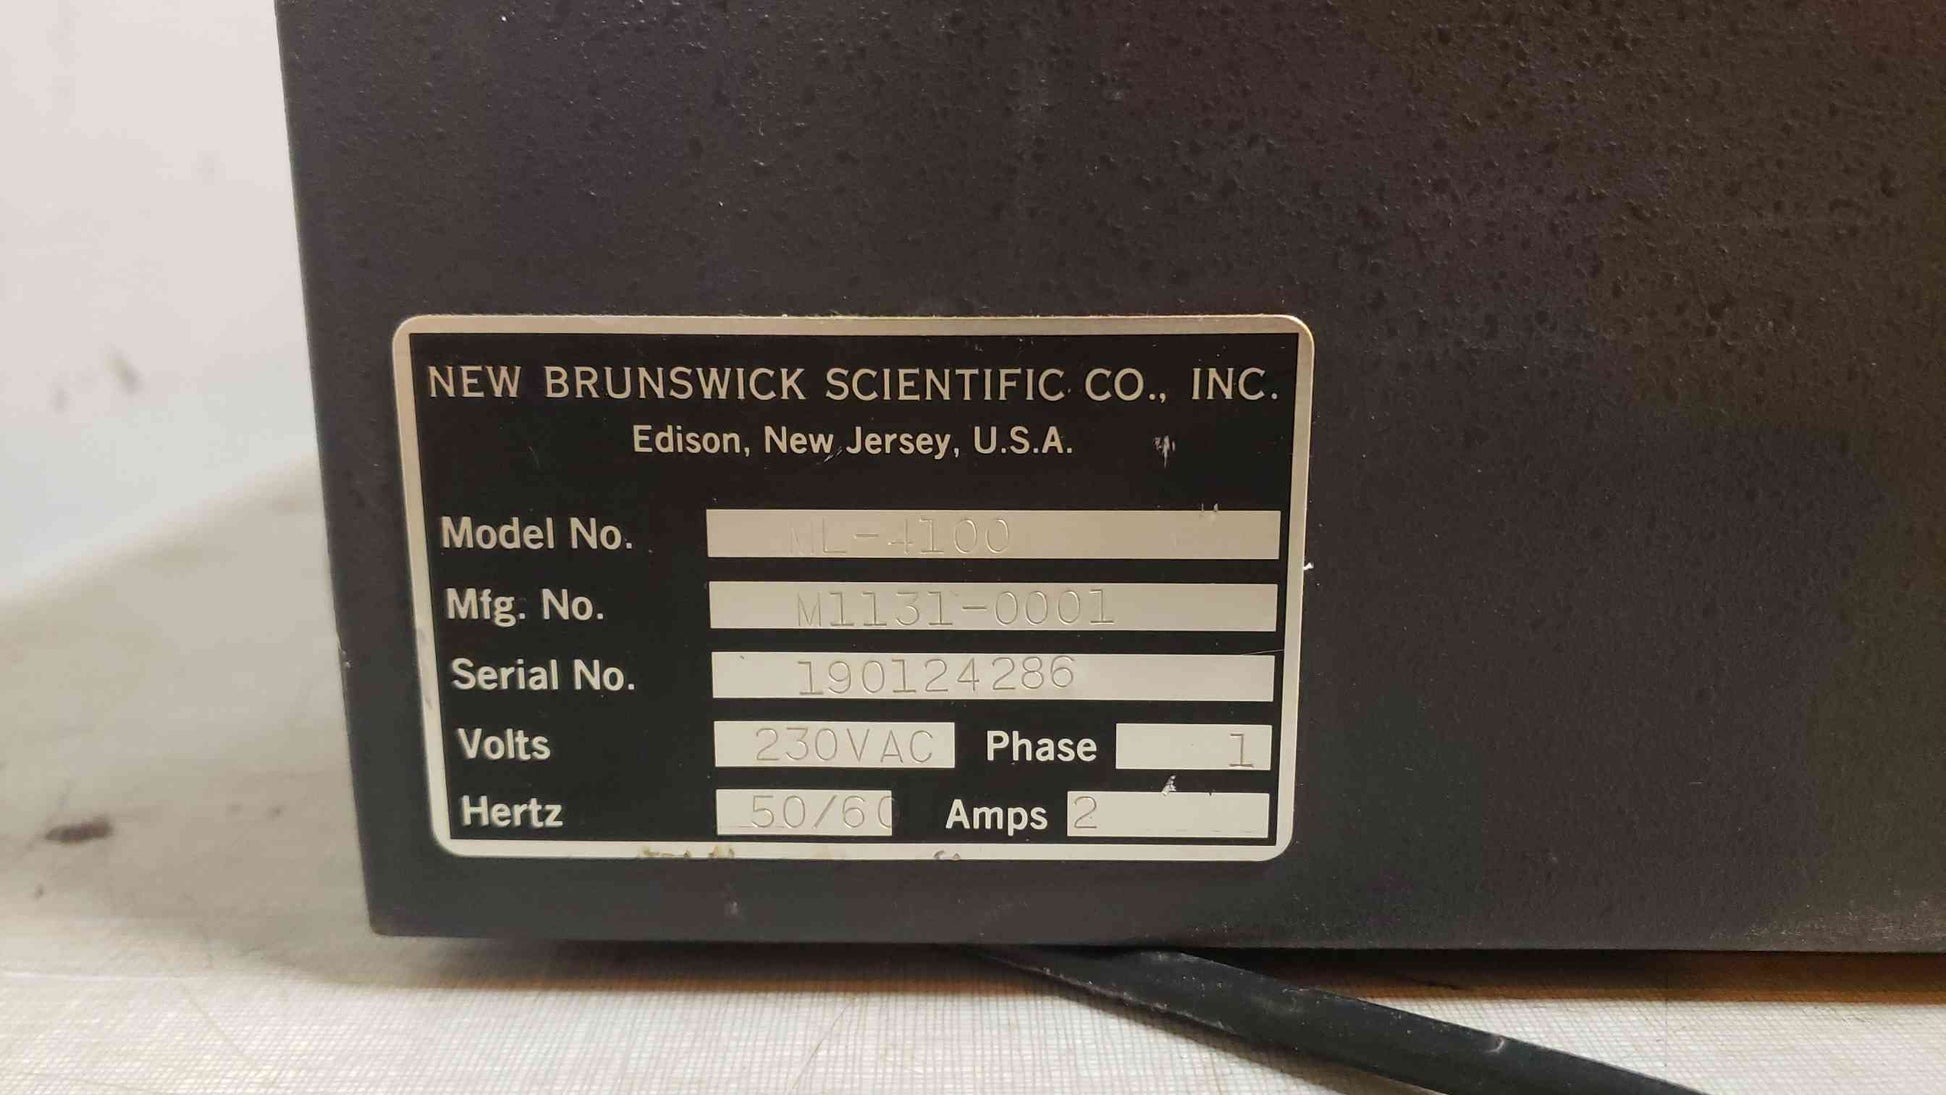 NEW BRUNSWICK SCIENTIFIC CO., INC.
Edison, New Jersey, U.S.A.
Model No. ML-4100
Mfg. No. M1131-0001
Serial No. 190124286
Volts 230VAC Phase 1
Hertz 50/60 Amps 2